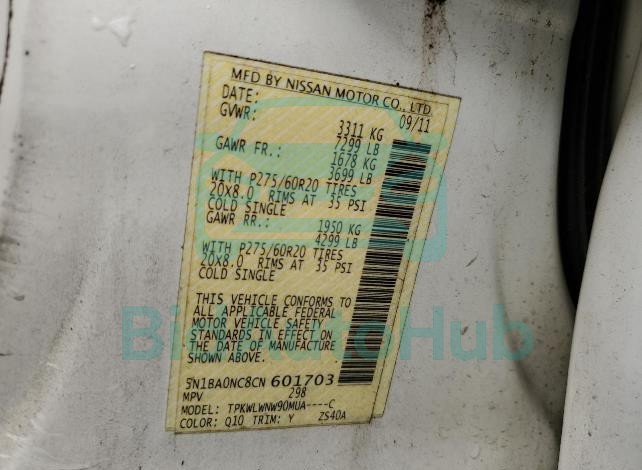 MFD BY NISSAN MOTOR CO., LTD.
DATE: 09/11
GVWR: 3311 KG
7299 LB
GAWR FR.: 1678 KG
3699 LB
WITH P275/60R20 TIRES
20X8.0 RIMS AT 35 PSI
COLD SINGLE
GAWR RR.: 1950 KG
4299 LB
WITH P275/60R20 TIRES
20X8.0 RIMS AT 35 PSI
COLD SINGLE
THIS VEHICLE CONFORMS TO
ALL APPLICABLE FEDERAL
MOTOR VEHICLE SAFETY
STANDARDS IN EFFECT ON
THE DATE OF MANUFACTURE
SHOWN ABOVE.
5N1BA0NC8CN 601703
MPV 298
MODEL: TPKWLWNW90MUA----C
COLOR: Q10 TRIM: Y ZS40A
BidAutoHub